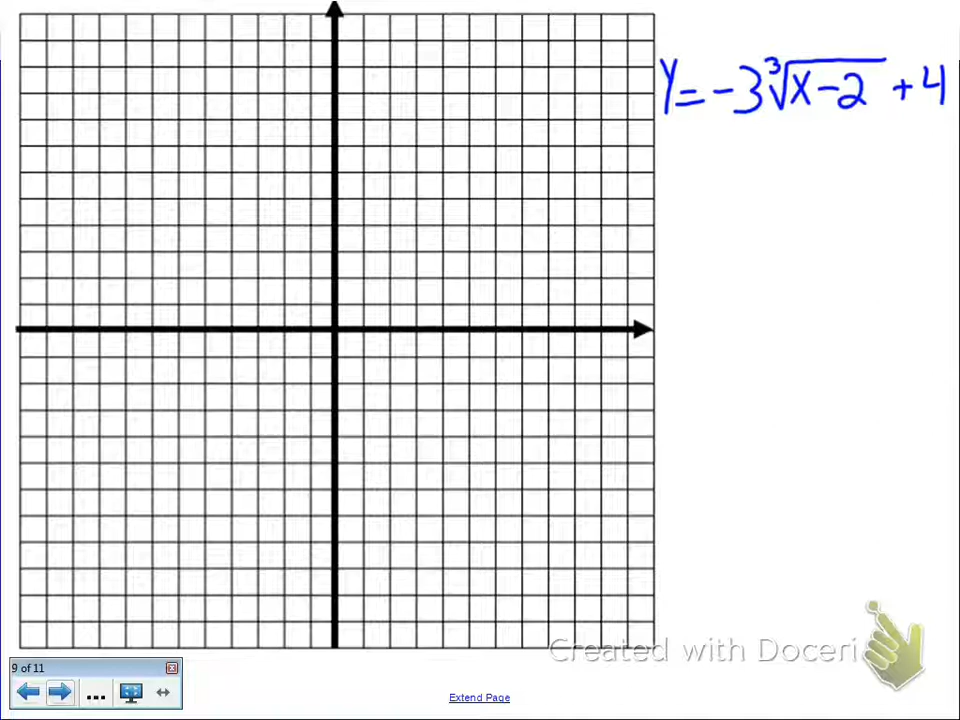 y = -3∛(x-2) + 4
Created with Doceri
9 of 11
...
Extend Page